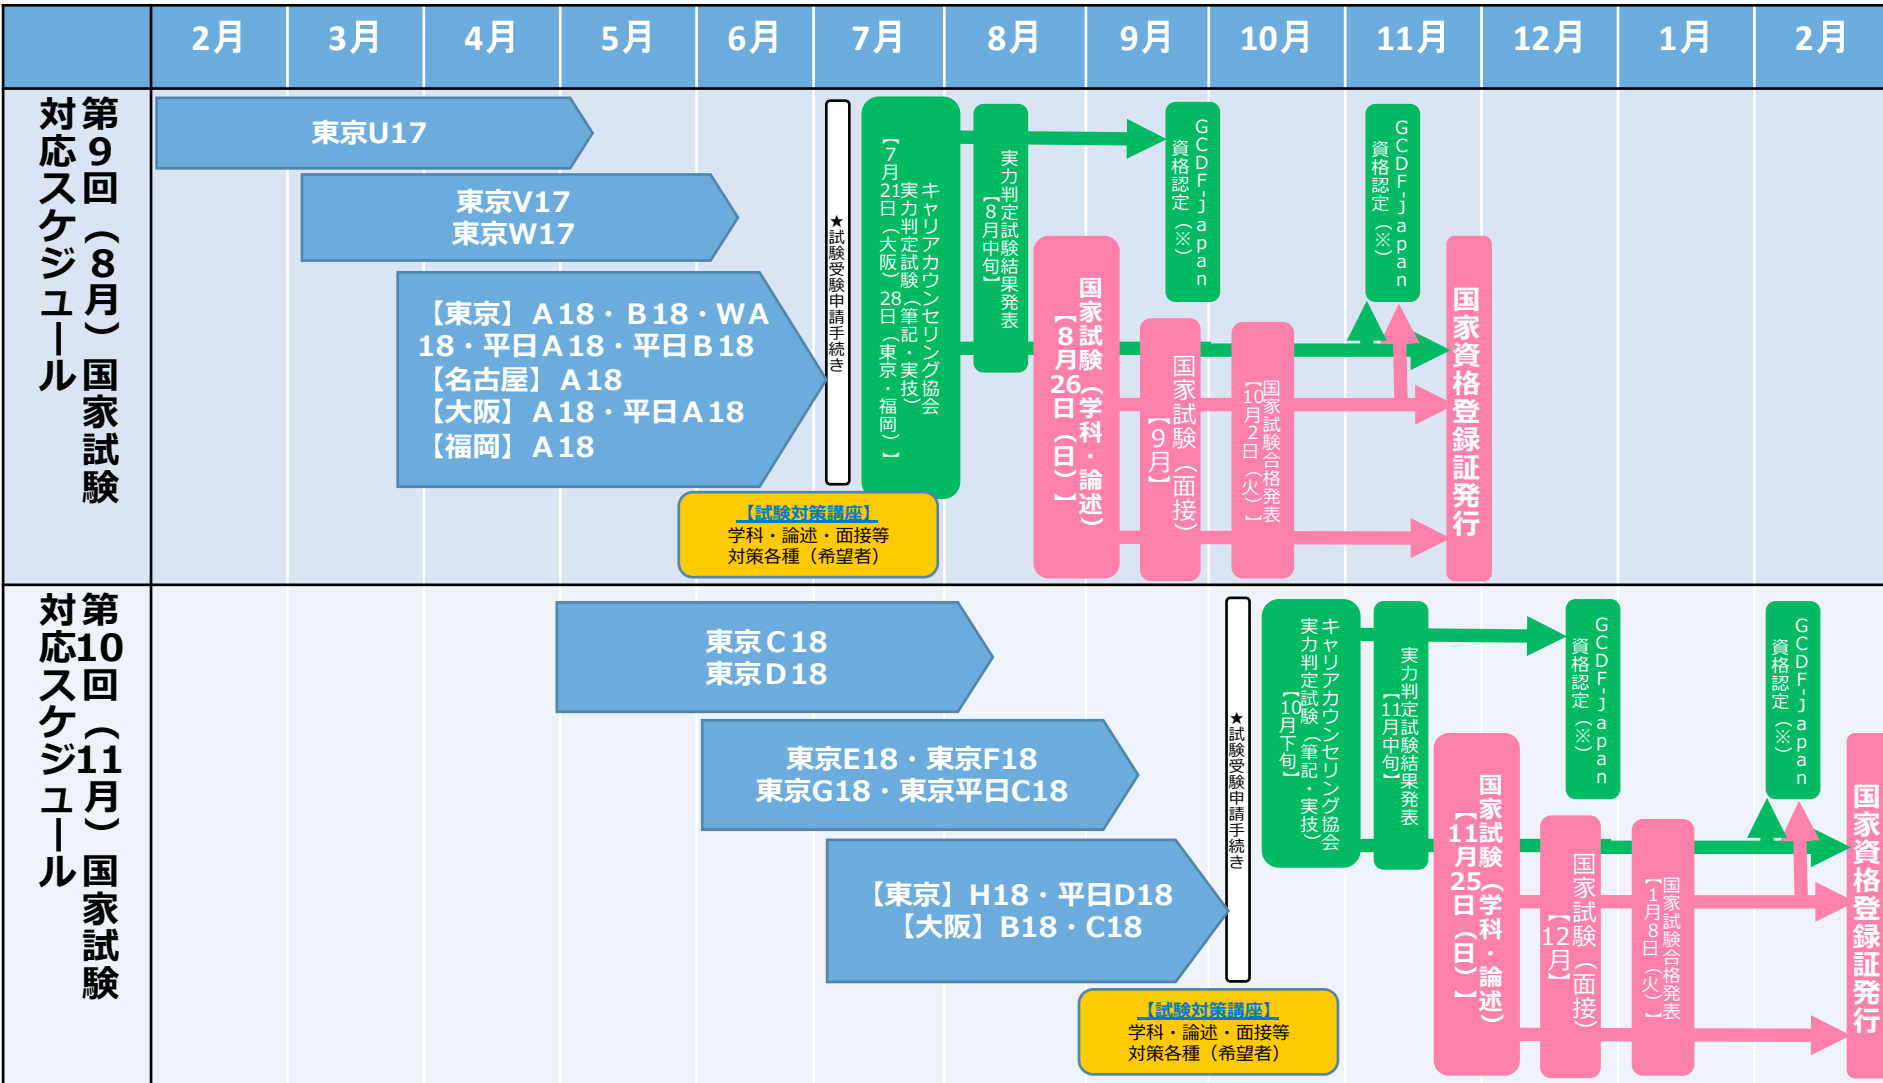 2月 3月 4月 5月 6月 7月 8月 9月 10月 11月 12月 1月 2月
第9回（8月）国家試験
対応スケジュール
東京U17
東京V17
東京W17
【東京】Ａ18・Ｂ18・ＷＡ
18・平日Ａ18・平日Ｂ18
【名古屋】Ａ18
【大阪】Ａ18・平日Ａ18
【福岡】Ａ18
★試験受験申請手続き
【試験対策講座】
学科・論述・面接等
対策各種（希望者）
キャリアカウンセリング協会
実力判定試験（筆記・実技）
【7月21日（大阪）28日（東京・福岡）】
実力判定試験結果発表
【8月中旬】
国家試験（学科・論述）
【8月26日（日）】
GCDF-Japan
資格認定（※）
国家試験（面接）
【9月】
国家試験合格発表
【10月2日（火）】
GCDF-Japan
資格認定（※）
国家資格登録証発行
第10回（11月）国家試験
対応スケジュール
東京Ｃ18
東京Ｄ18
東京E18・東京F18
東京G18・東京平日C18
【東京】H18・平日D18
【大阪】B18・C18
★試験受験申請手続き
【試験対策講座】
学科・論述・面接等
対策各種（希望者）
キャリアカウンセリング協会
実力判定試験（筆記・実技）
【10月下旬】
実力判定試験結果発表
【11月中旬】
国家試験（学科・論述）
【11月25日（日）】
GCDF-Japan
資格認定（※）
国家試験（面接）
【12月】
国家試験合格発表
【1月8日（火）】
GCDF-Japan
資格認定（※）
国家資格登録証発行